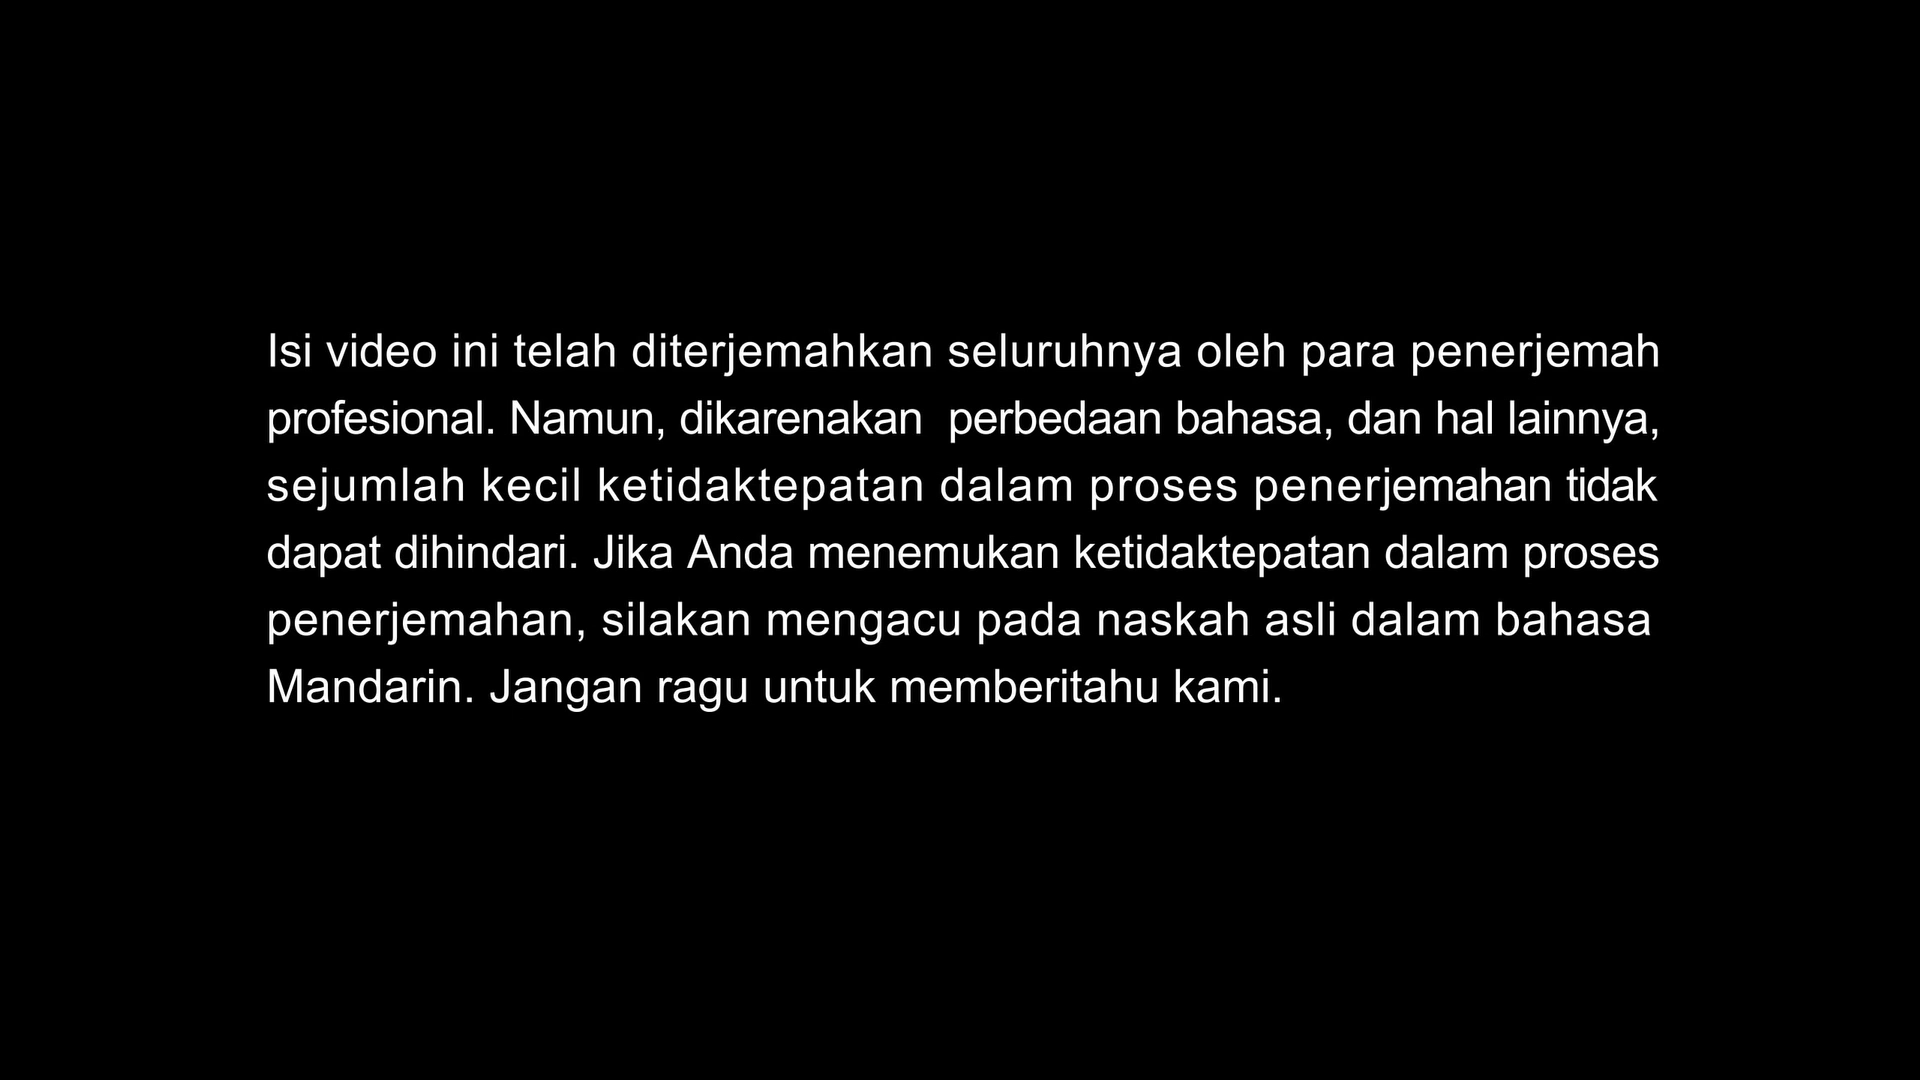 Isi video ini telah diterjemahkan seluruhnya oleh para penerjemah
profesional. Namun, dikarenakan  perbedaan bahasa, dan hal lainnya,
sejumlah kecil ketidaktepatan dalam proses penerjemahan tidak
dapat dihindari. Jika Anda menemukan ketidaktepatan dalam proses
penerjemahan, silakan mengacu pada naskah asli dalam bahasa
Mandarin. Jangan ragu untuk memberitahu kami.